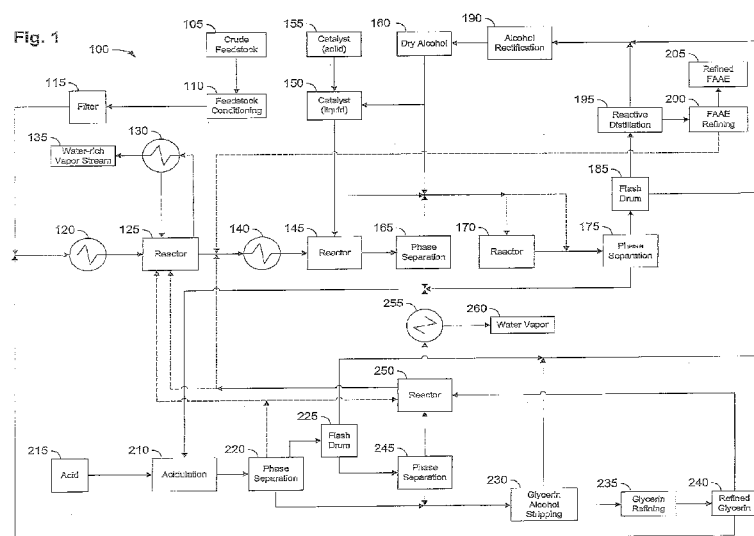 Fig. 1
100
105
Crude
Feedstock
110
Feedstock
Conditioning
115
Filter
155
Catalyst
(solid)
150
Catalyst
(liquid)
160
Dry Alcohol
190
Alcohol
Rectification
205
Refined
FAAE
195
Reactive
Distillation
200
FAAE
Refining
135
Water-rich
Vapor Stream
130
185
Flash
Drum
120
125
Reactor
140
145
Reactor
165
Phase
Separation
170
Reactor
175
Phase
Separation
255
260
Water Vapor
250
Reactor
215
Acid
210
Acidulation
220
Phase
Separation
225
Flash
Drum
245
Phase
Separation
230
Glycerin
Alcohol
Stripping
235
Glycerin
Refining
240
Refined
Glycerin